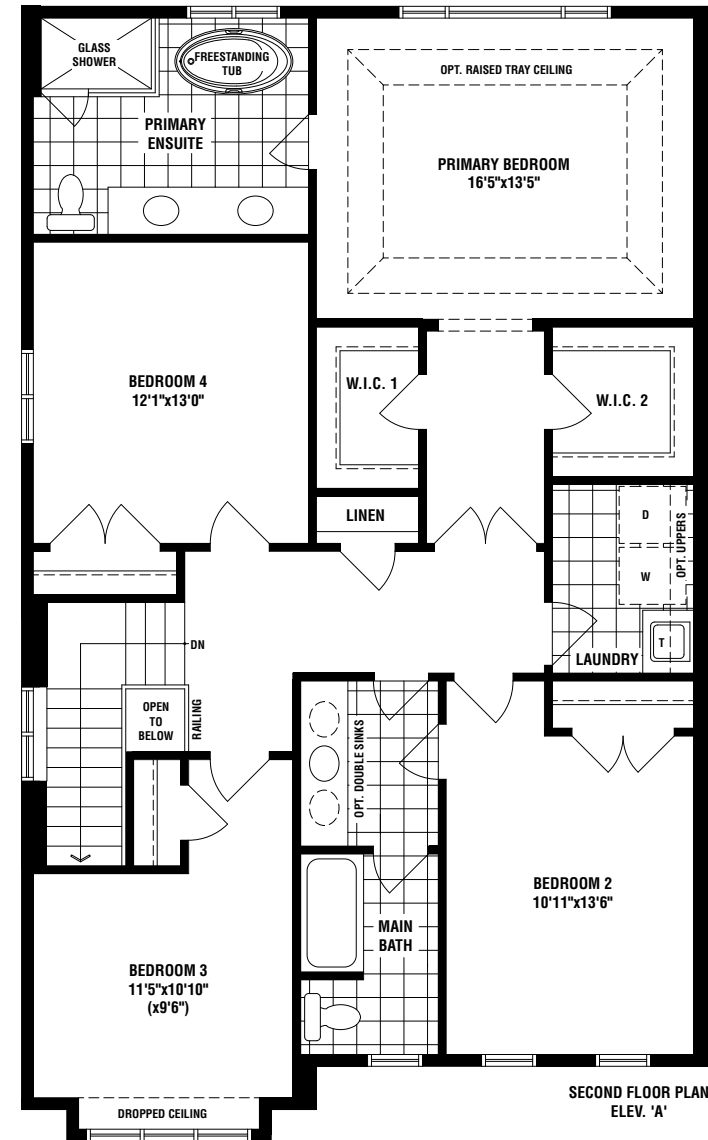 GLASS
SHOWER
FREESTANDING
TUB
OPT. RAISED TRAY CEILING
PRIMARY
ENSUITE
PRIMARY BEDROOM
16'5"x13'5"
BEDROOM 4
12'1"x13'0"
W.I.C. 1
W.I.C. 2
LINEN
D
W
OPT. UPPERS
T
LAUNDRY
DN
OPEN
TO
BELOW
RAILING
OPT. DOUBLE SINKS
BEDROOM 2
10'11"x13'6"
MAIN
BATH
BEDROOM 3
11'5"x10'10"
(x9'6")
DROPPED CEILING
SECOND FLOOR PLAN
ELEV. 'A'